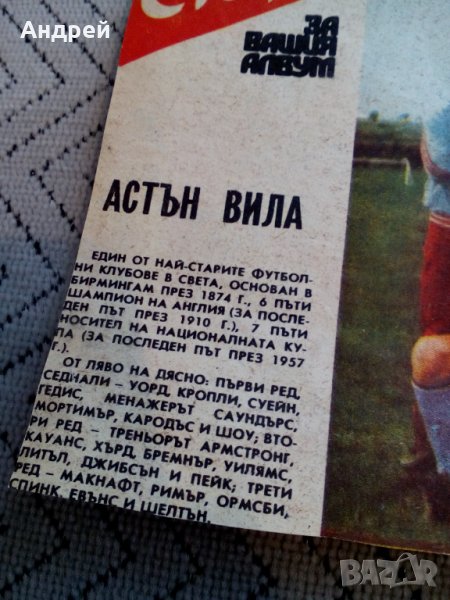 Андрей
ЗА
ВАШИЯ
АЛБУМ
АСТЪН ВИЛА
ЕДИН ОТ НАЙ-СТАРИТЕ ФУТБОЛ-
НИ КЛУБОВЕ В СВЕТА, ОСНОВАН В
БИРМИНГАМ ПРЕЗ 1874 Г., 6 ПЪТИ
ШАМПИОН НА АНГЛИЯ (ЗА ПОСЛЕ-
ДЕН ПЪТ ПРЕЗ 1910 Г.), 7 ПЪТИ
НОСИТЕЛ НА НАЦИОНАЛНАТА КУ-
ПА (ЗА ПОСЛЕДЕН ПЪТ ПРЕЗ 1957
Г.).
ОТ ЛЯВО НА ДЯСНО: ПЪРВИ РЕД,
СЕДНАЛИ – УОРД, КРОПЛИ, СУЕЙН,
ГЕДИС, МЕНАЖЕРЪТ САУНДЪРС,
МОРТИМЪР, КАРОДЪС И ШОУ; ВТО-
РИ РЕД – ТРЕНЬОРЪТ АРМСТРОНГ,
КАУАНС, ХЪРД, БРЕМНЪР, УИЛЯМС,
ЛИТЪЛ, ДЖИБСЪН И ПЕЙК; ТРЕТИ
РЕД – МАКНАФТ, РИМЪР, ОРМСБИ,
СПИНК, ЕВЪНС И ШЕЛТЪН.
bazar